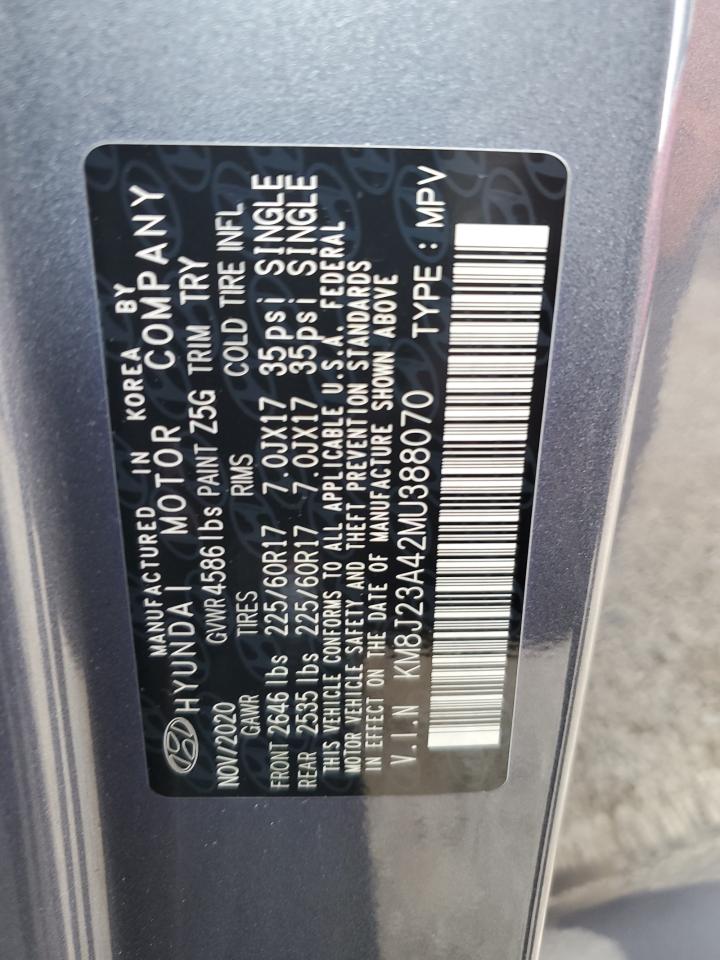 MANUFACTURED IN KOREA BY
HYUNDAI MOTOR COMPANY
NOV/2020 GVWR 4586 lbs PAINT Z5G TRIM TRY
GAWR TIRES RIMS COLD TIRE INFL
FRONT 2646 lbs 225/60R17 7.0JX17 35psi SINGLE
REAR 2535 lbs 225/60R17 7.0JX17 35psi SINGLE
THIS VEHICLE CONFORMS TO ALL APPLICABLE U.S.A. FEDERAL
MOTOR VEHICLE SAFETY AND THEFT PREVENTION STANDARDS
IN EFFECT ON THE DATE OF MANUFACTURE SHOWN ABOVE
V.I.N KM8J23A42MU388070 TYPE : MPV